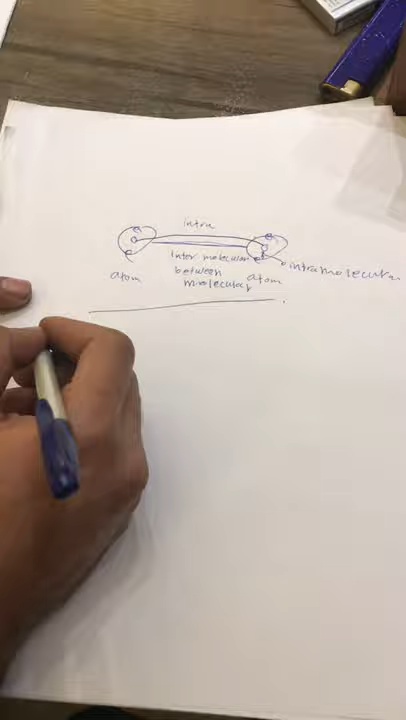 intra
Inter molecular
between
molecular
atom
atom
intramolecular